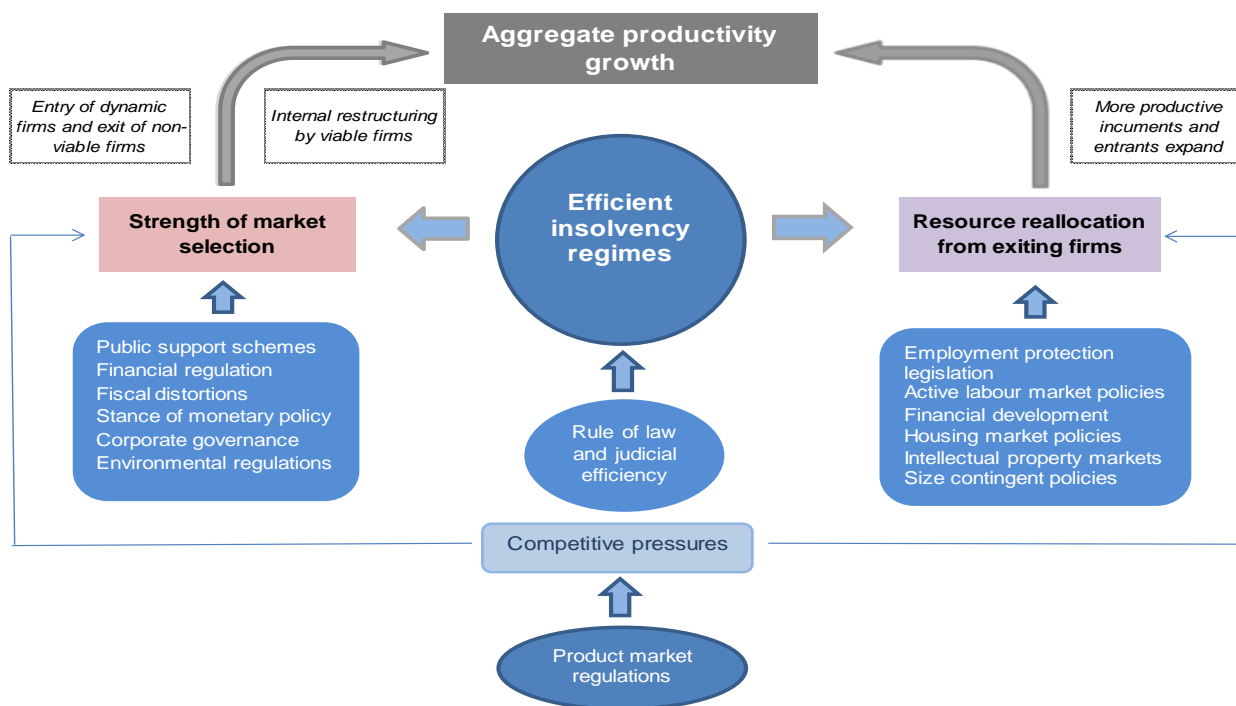 Aggregate productivity
growth
Entry of dynamic
firms and exit of non-
viable firms
Internal restructuring
by viable firms
More productive
incuments and
entrants expand
Efficient
insolvency
regimes
Strength of market
selection
Resource reallocation
from exiting firms
Public support schemes
Financial regulation
Fiscal distortions
Stance of monetary policy
Corporate governance
Environmental regulations
Rule of law
and judicial
efficiency
Employment protection
legislation
Active labour market policies
Financial development
Housing market policies
Intellectual property markets
Size contingent policies
Competitive pressures
Product market
regulations